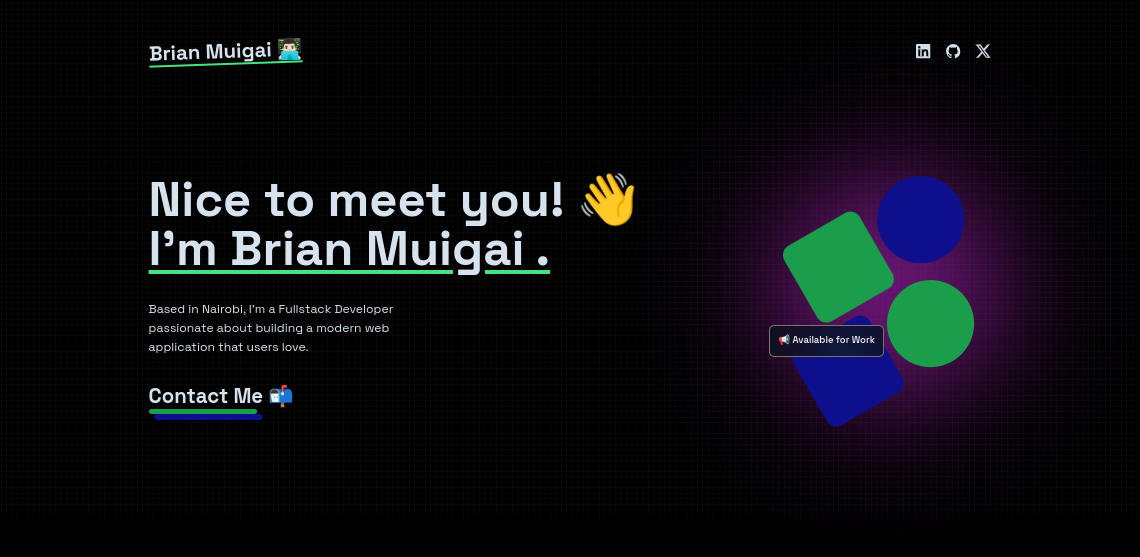 Brian Muigai 👨🏻‍💻
Nice to meet you! 👋
I'm Brian Muigai .
Based in Nairobi, I'm a Fullstack Developer
passionate about building a modern web
application that users love.
Contact Me 📬
📢 Available for Work